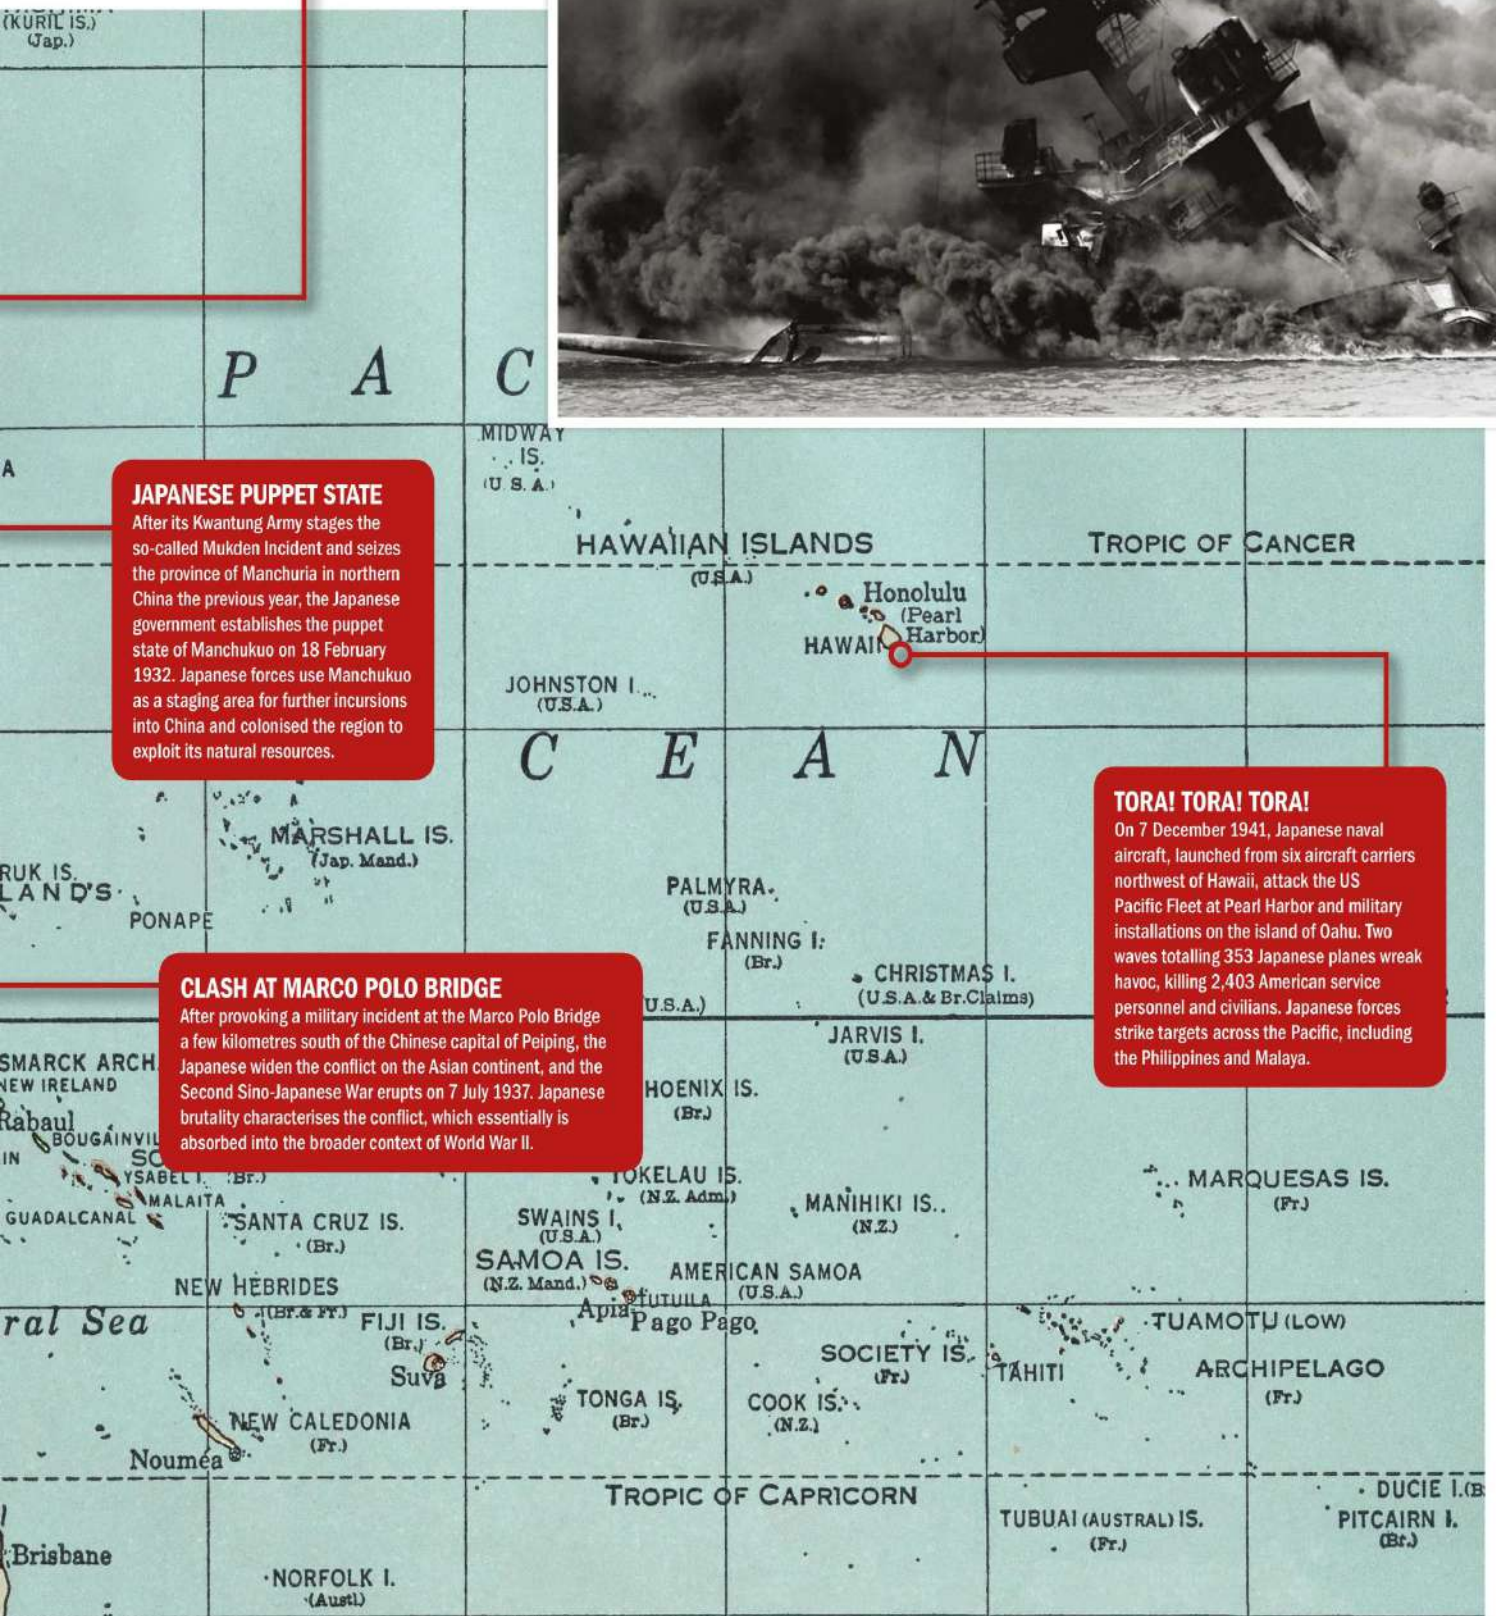 (KURIL IS.)
(Jap.)
P A C
MIDWAY
IS.
(U.S.A.)
A
JAPANESE PUPPET STATE
After its Kwantung Army stages the
so-called Mukden Incident and seizes
the province of Manchuria in northern
China the previous year, the Japanese
government establishes the puppet
state of Manchukuo on 18 February
1932. Japanese forces use Manchukuo
as a staging area for further incursions
into China and colonised the region to
exploit its natural resources.
HAWAIIAN ISLANDS
(U.S.A.)
TROPIC OF CANCER
Honolulu
(Pearl
Harbor)
HAWAII
JOHNSTON I.
(U.S.A.)
C E A N
TORA! TORA! TORA!
On 7 December 1941, Japanese naval
aircraft, launched from six aircraft carriers
northwest of Hawaii, attack the US
Pacific Fleet at Pearl Harbor and military
installations on the island of Oahu. Two
waves totalling 353 Japanese planes wreak
havoc, killing 2,403 American service
personnel and civilians. Japanese forces
strike targets across the Pacific, including
the Philippines and Malaya.
MARSHALL IS.
(Jap. Mand.)
RUK IS.
LAND'S
PONAPE
PALMYRA
(U.S.A.)
FANNING I.
(Br.)
CHRISTMAS I.
(U.S.A.& Br.Claims)
U.S.A.)
CLASH AT MARCO POLO BRIDGE
After provoking a military incident at the Marco Polo Bridge
a few kilometres south of the Chinese capital of Peiping, the
Japanese widen the conflict on the Asian continent, and the
Second Sino-Japanese War erupts on 7 July 1937. Japanese
brutality characterises the conflict, which essentially is
absorbed into the broader context of World War II.
JARVIS I.
(U.S.A.)
HOENIX IS.
(Br.)
SMARCK ARCH
NEW IRELAND
Rabaul
BOUGAINVIL
IN
SO
YSABEL I.
(Br.)
MALAITA
GUADALCANAL
SANTA CRUZ IS.
(Br.)
TOKELAU IS.
(N.Z. Adm.)
SWAINS I.
(U.S.A.)
MANIHIKI IS.
(N.Z.)
MARQUESAS IS.
(Fr.)
SAMOA IS.
(N.Z. Mand.)
AMERICAN SAMOA
(U.S.A.)
TUTUILA
Apia
Pago Pago
NEW HEBRIDES
(Br.& Fr.)
ral Sea
FIJI IS.
(Br.)
Suva
SOCIETY IS.
(Fr.)
TAHITI
TUAMOTU (LOW)
ARCHIPELAGO
(Fr.)
TONGA IS.
(Br.)
COOK IS.
(N.Z.)
NEW CALEDONIA
(Fr.)
Nouméa
TROPIC OF CAPRICORN
DUCIE I.(B
PITCAIRN I.
(Br.)
TUBUAI (AUSTRAL) IS.
(Fr.)
Brisbane
NORFOLK I.
(Austl.)